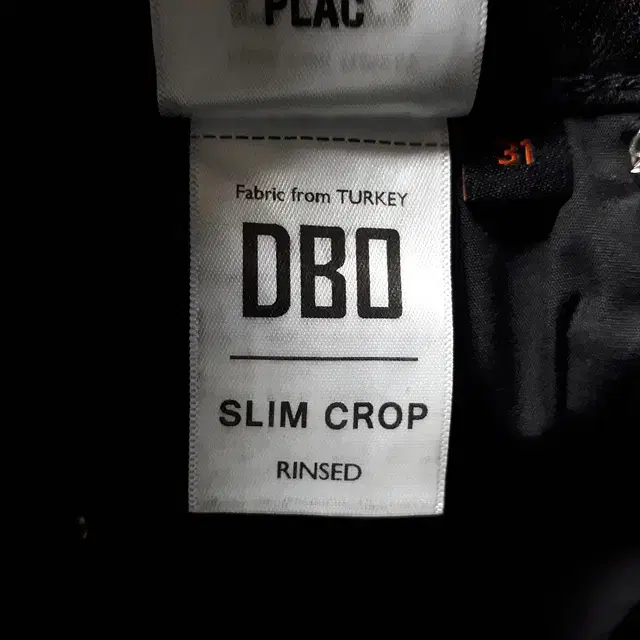 PLAC
Fabric from TURKEY
DBO
SLIM CROP
RINSED
31